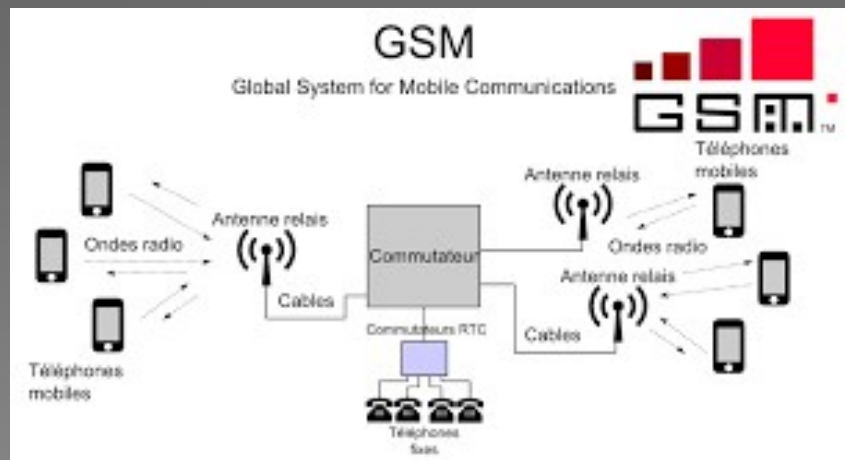 GSM
Global System for Mobile Communications
GSM
TM
Téléphones
mobiles
Antenne relais
Antenne relais
Ondes radio
Commutateur
Ondes radio
Antenne relais
Cables
Commutateurs RTC
Cables
Téléphones
mobiles
Téléphones
fixes